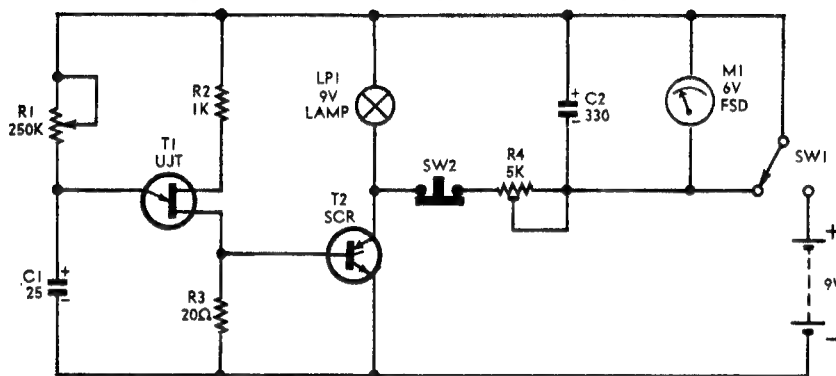 R1
250K
R2
1K
T1
UJT
C1
25
+
−
R3
20Ω
LP1
9V
LAMP
T2
SCR
SW2
R4
5K
+
C2
330
−
M1
6V
FSD
SW1
+
9V
−